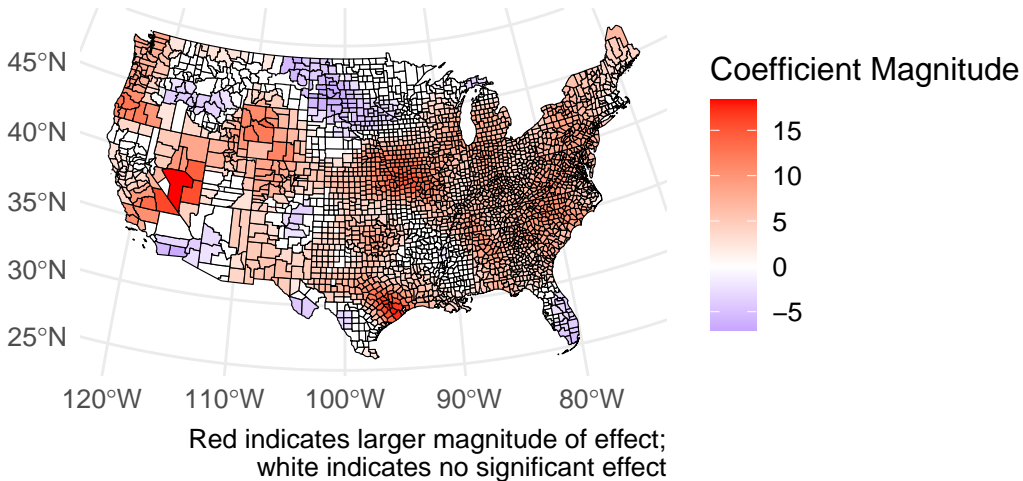 45°N
40°N
35°N
30°N
25°N
120°W 110°W 100°W 90°W 80°W
Red indicates larger magnitude of effect;
white indicates no significant effect
Coefficient Magnitude
15
10
5
0
−5